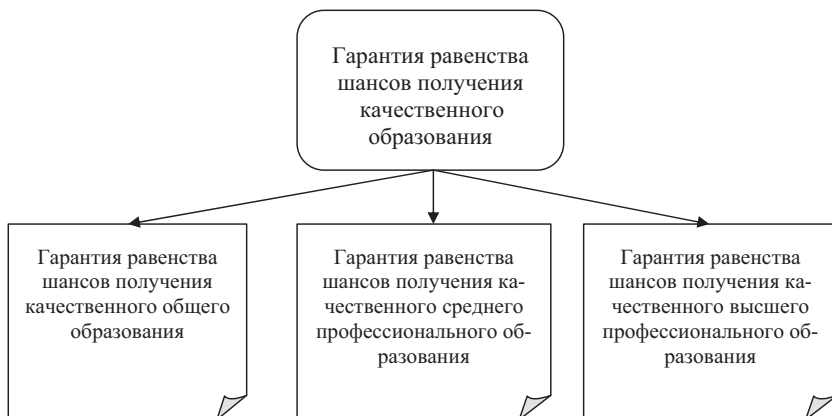 Гарантия равенства
шансов получения
качественного
образования
Гарантия равенства
шансов получения
качественного общего
образования
Гарантия равенства
шансов получения ка-
чественного среднего
профессионального об-
разования
Гарантия равенства
шансов получения ка-
чественного высшего
профессионального об-
разования